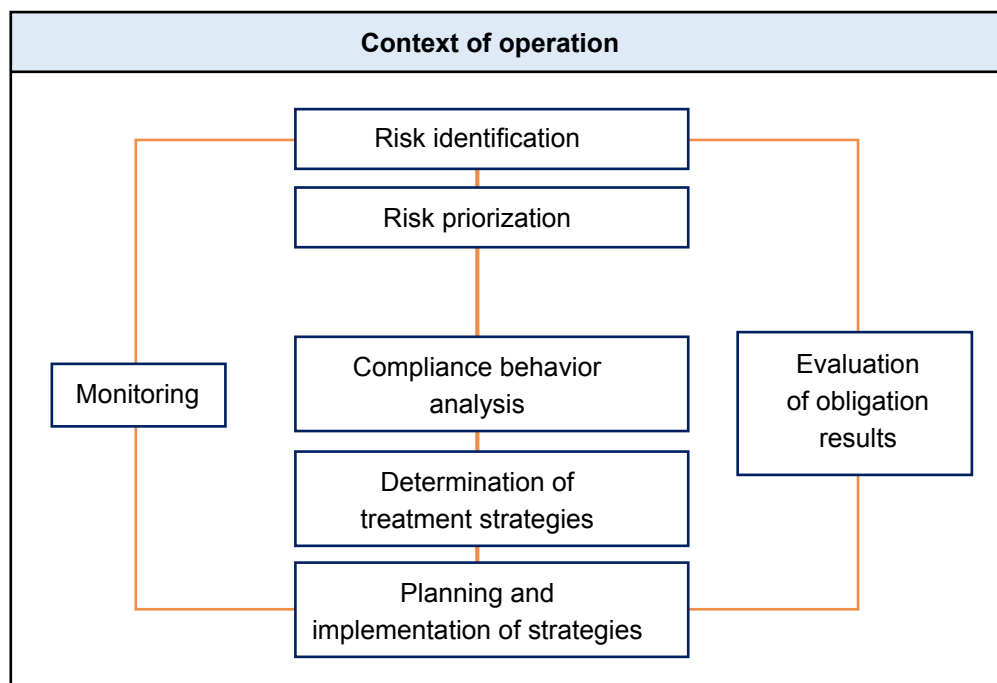 Context of operation
Risk identification
Risk priorization
Compliance behavior
analysis
Monitoring
Evaluation
of obligation
results
Determination of
treatment strategies
Planning and
implementation of strategies